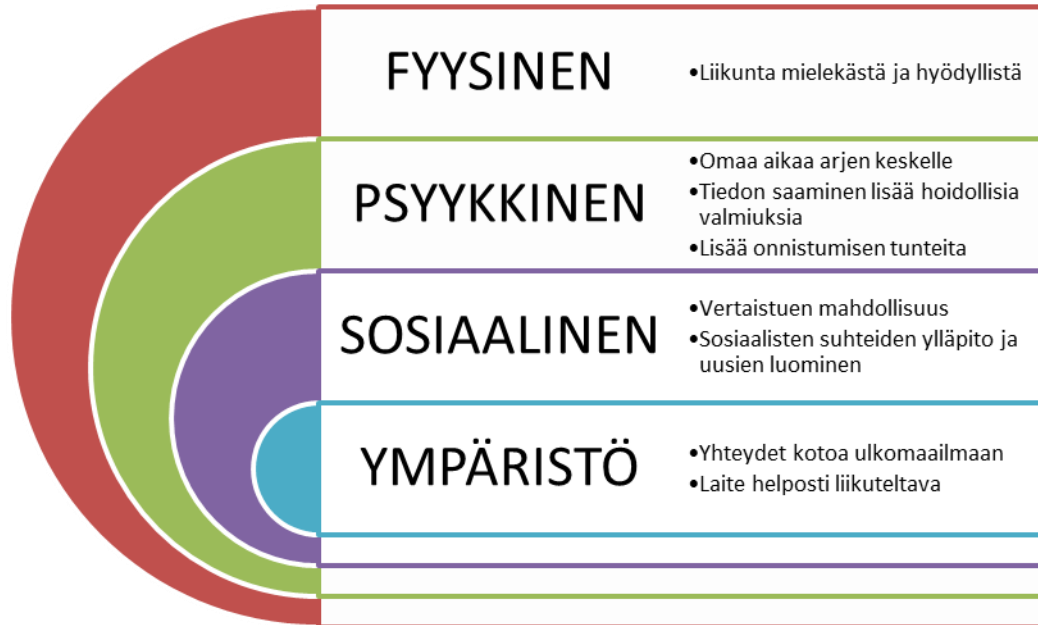 FYYSINEN
•Liikunta mielekästä ja hyödyllistä
PSYYKKINEN
•Omaa aikaa arjen keskelle
•Tiedon saaminen lisää hoidollisia
valmiuksia
•Lisää onnistumisen tunteita
SOSIAALINEN
•Vertaistuen mahdollisuus
•Sosiaalisten suhteiden ylläpito ja
uusien luominen
YMPÄRISTÖ
•Yhteydet kotoa ulkomaailmaan
•Laite helposti liikuteltava